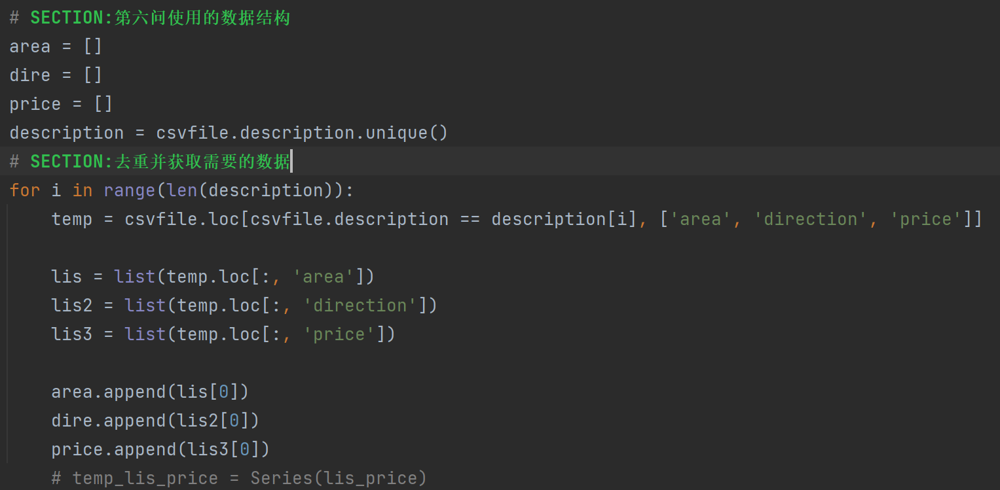 # SECTION:第六问使用的数据结构
area = []
dire = []
price = []
description = csvfile.description.unique()
# SECTION:去重并获取需要的数据
for i in range(len(description)):
    temp = csvfile.loc[csvfile.description == description[i], ['area', 'direction', 'price']]
    lis = list(temp.loc[:, 'area'])
    lis2 = list(temp.loc[:, 'direction'])
    lis3 = list(temp.loc[:, 'price'])
    area.append(lis[0])
    dire.append(lis2[0])
    price.append(lis3[0])
    # temp_lis_price = Series(lis_price)